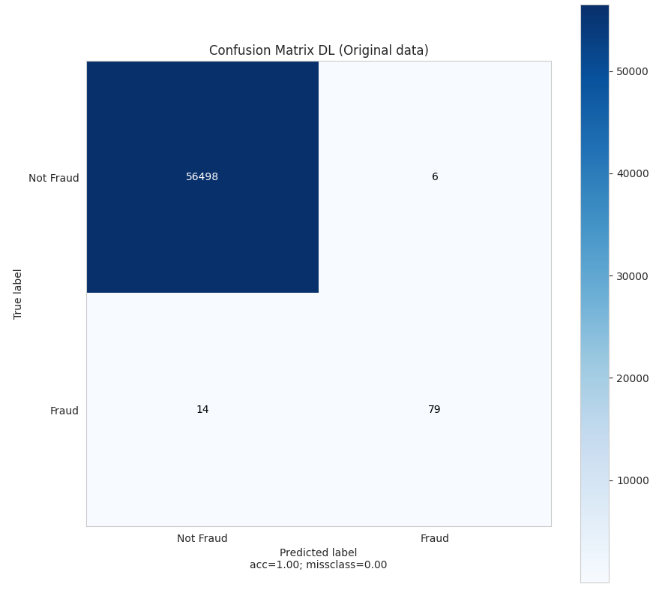 Confusion Matrix DL (Original data)
Not Fraud
56498
6
Fraud
14
79
True label
Not Fraud
Fraud
Predicted label
acc=1.00; missclass=0.00
50000
40000
30000
20000
10000